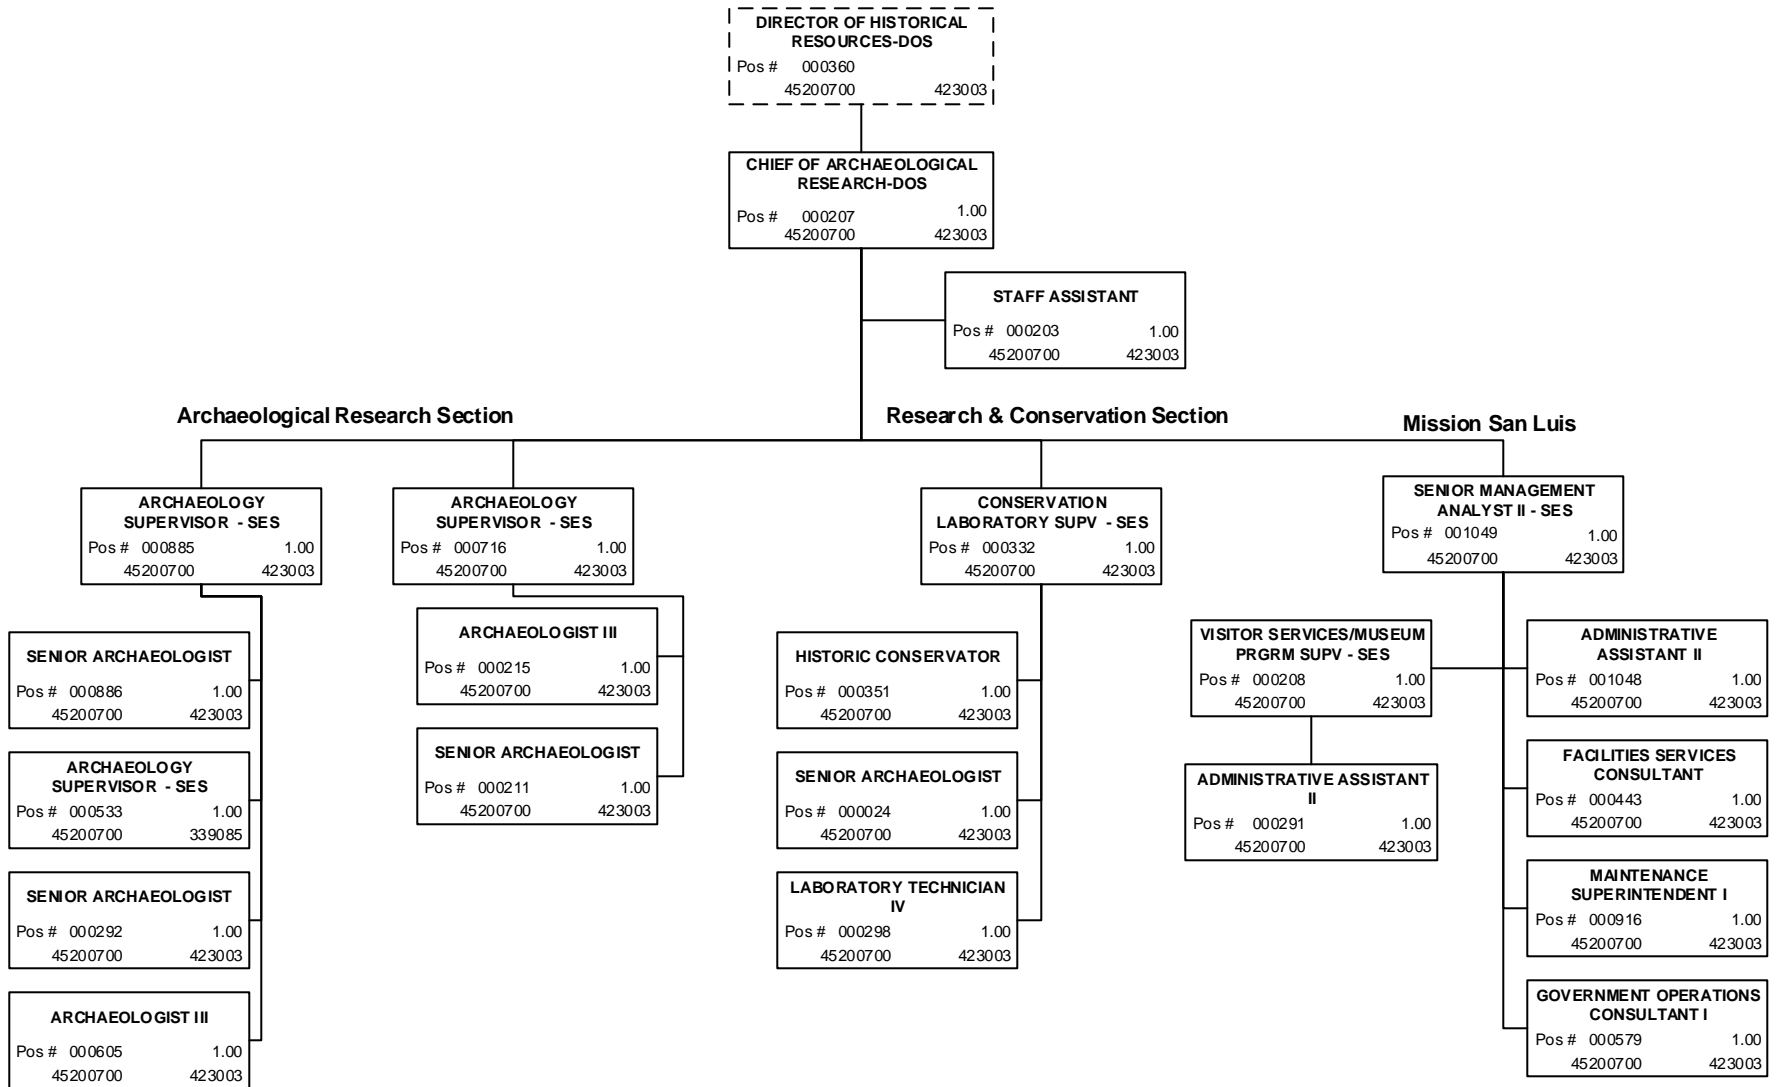 DIRECTOR OF HISTORICAL
RESOURCES-DOS
Pos # 000360
45200700 423003
CHIEF OF ARCHAEOLOGICAL
RESEARCH-DOS
Pos # 000207 1.00
45200700 423003
STAFF ASSISTANT
Pos # 000203 1.00
45200700 423003
Archaeological Research Section
Research & Conservation Section
Mission San Luis
ARCHAEOLOGY
SUPERVISOR - SES
Pos # 000885 1.00
45200700 423003
SENIOR ARCHAEOLOGIST
Pos # 000886 1.00
45200700 423003
ARCHAEOLOGY
SUPERVISOR - SES
Pos # 000533 1.00
45200700 339085
SENIOR ARCHAEOLOGIST
Pos # 000292 1.00
45200700 423003
ARCHAEOLOGIST III
Pos # 000605 1.00
45200700 423003
ARCHAEOLOGY
SUPERVISOR - SES
Pos # 000716 1.00
45200700 423003
ARCHAEOLOGIST III
Pos # 000215 1.00
45200700 423003
SENIOR ARCHAEOLOGIST
Pos # 000211 1.00
45200700 423003
CONSERVATION
LABORATORY SUPV - SES
Pos # 000332 1.00
45200700 423003
HISTORIC CONSERVATOR
Pos # 000351 1.00
45200700 423003
SENIOR ARCHAEOLOGIST
Pos # 000024 1.00
45200700 423003
LABORATORY TECHNICIAN
IV
Pos # 000298 1.00
45200700 423003
SENIOR MANAGEMENT
ANALYST II - SES
Pos # 001049 1.00
45200700 423003
VISITOR SERVICES/MUSEUM
PRGRM SUPV - SES
Pos # 000208 1.00
45200700 423003
ADMINISTRATIVE ASSISTANT
II
Pos # 000291 1.00
45200700 423003
ADMINISTRATIVE
ASSISTANT II
Pos # 001048 1.00
45200700 423003
FACILITIES SERVICES
CONSULTANT
Pos # 000443 1.00
45200700 423003
MAINTENANCE
SUPERINTENDENT I
Pos # 000916 1.00
45200700 423003
GOVERNMENT OPERATIONS
CONSULTANT I
Pos # 000579 1.00
45200700 423003